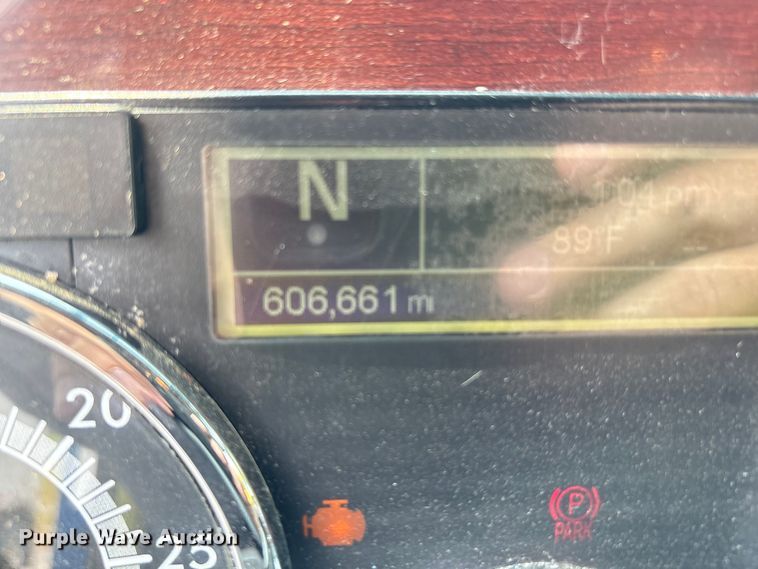 N
1:04 pm
89°F
606,661 mi
20
25
P
PARK
Purple Wave Auction